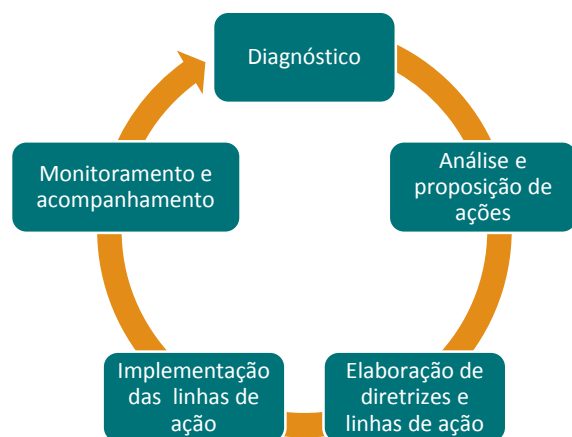 Diagnóstico
Análise e
proposição de
ações
Elaboração de
diretrizes e
linhas de ação
Implementação
das linhas de
ação
Monitoramento e
acompanhamento